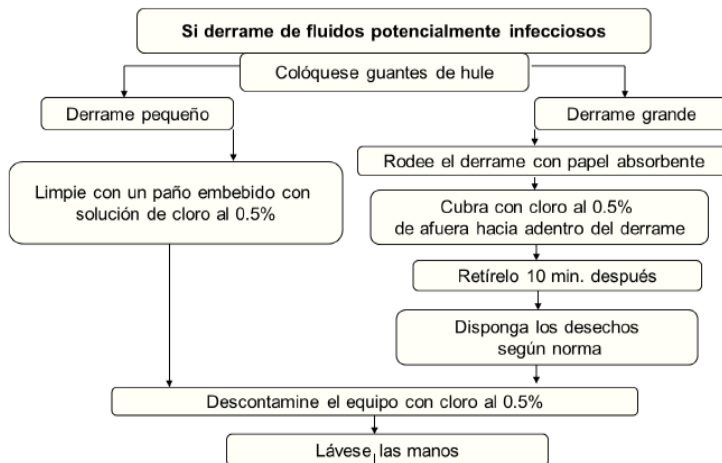 Si derrame de fluidos potencialmente infecciosos
Colóquese guantes de hule
Derrame pequeño
Derrame grande
Rodee el derrame con papel absorbente
Limpie con un paño embebido con
solución de cloro al 0.5%
Cubra con cloro al 0.5%
de afuera hacia adentro del derrame
Retírelo 10 min. después
Disponga los desechos
según norma
Descontamine el equipo con cloro al 0.5%
Lávese las manos